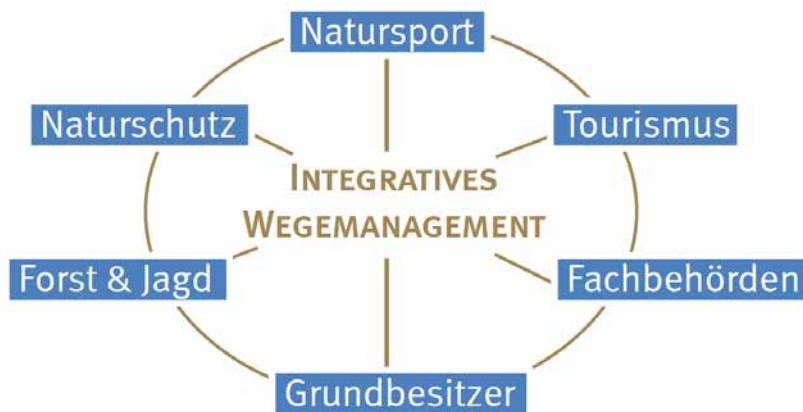 Natursport
Naturschutz
Tourismus
INTEGRATIVES
WEGEMANAGEMENT
Forst & Jagd
Fachbehörden
Grundbesitzer